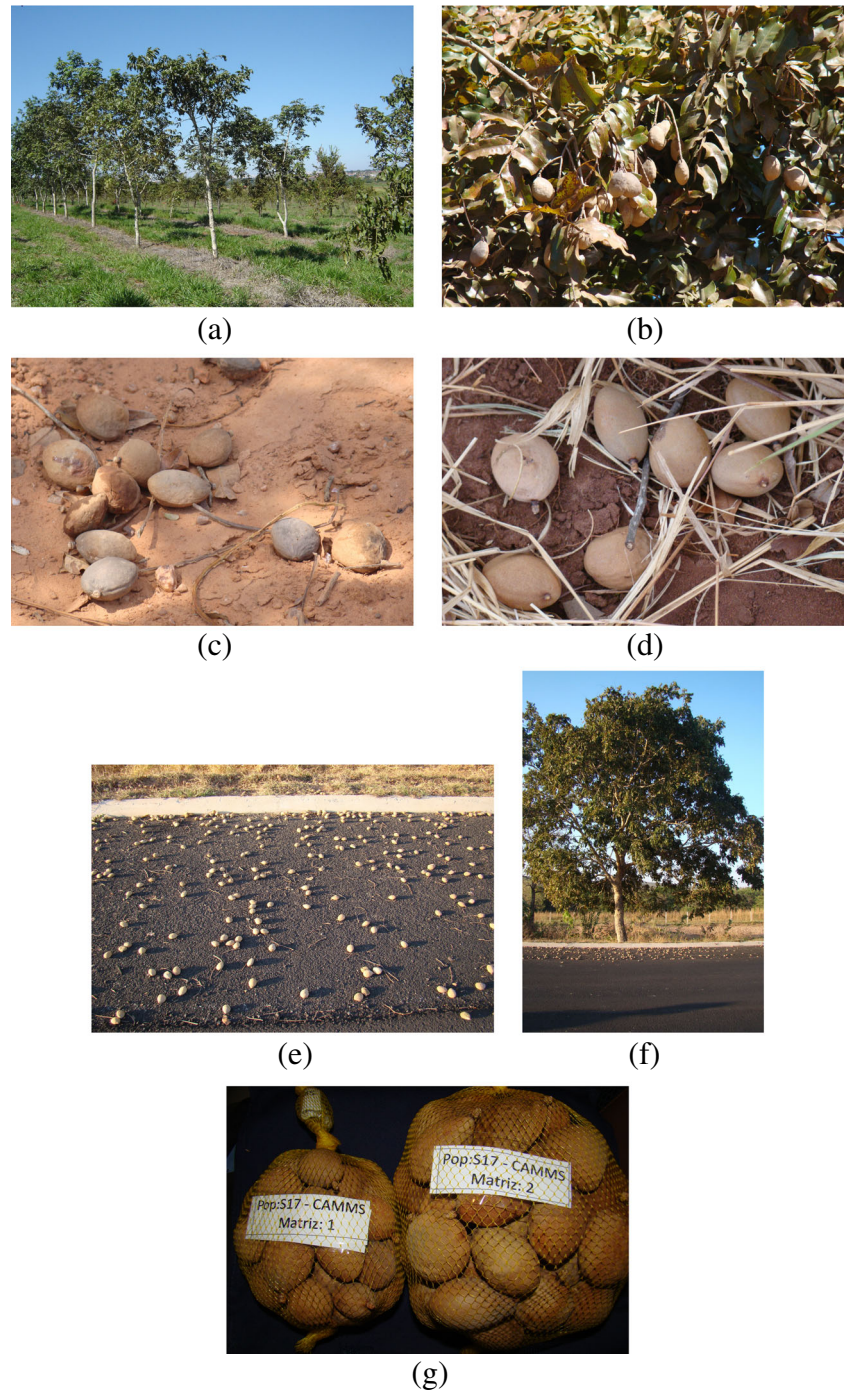 (a)
(b)
(c)
(d)
(e)
(f)
Pop:S17 - CAMMS
Matriz: 1
Pop:S17 - CAMMS
Matriz: 2
(g)